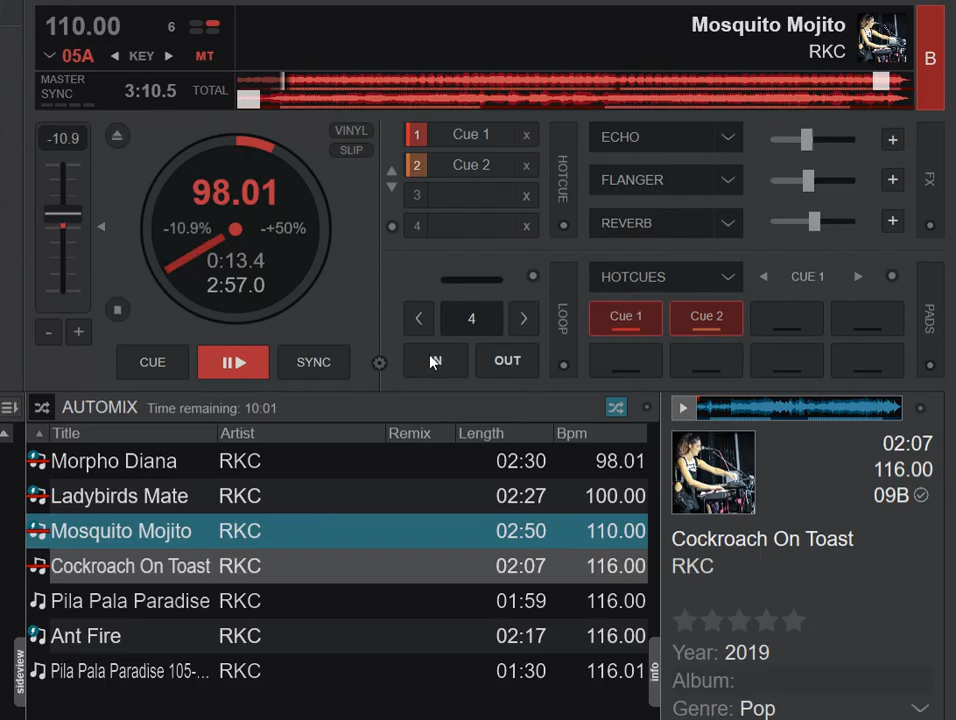 110.00 6
05A KEY MT
MASTER SYNC 3:10.5 TOTAL
Mosquito Mojito
RKC
B
-10.9
VINYL
SLIP
98.01
-10.9% -+50%
0:13.4
2:57.0
- +
CUE SYNC
1 Cue 1 x
2 Cue 2 x
3 x
4 x
HOTCUE
ECHO +
FLANGER +
REVERB +
FX
4
IN OUT
LOOP
HOTCUES CUE 1
Cue 1 Cue 2
PADS
AUTOMIX Time remaining: 10:01
Title Artist Remix Length Bpm
Morpho Diana RKC 02:30 98.01
Ladybirds Mate RKC 02:27 100.00
Mosquito Mojito RKC 02:50 110.00
Cockroach On Toast RKC 02:07 116.00
Pila Pala Paradise RKC 01:59 116.00
Ant Fire RKC 02:17 116.00
Pila Pala Paradise 105-... RKC 01:30 116.01
sideview
info
02:07
116.00
09B
Cockroach On Toast
RKC
Year: 2019
Album:
Genre: Pop